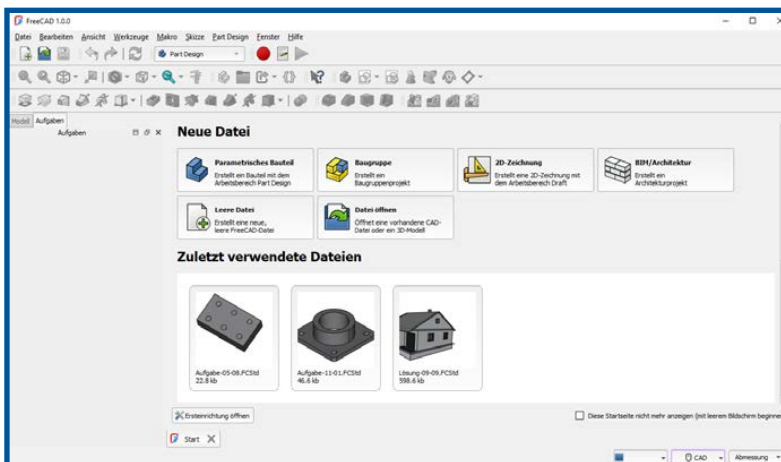 FreeCAD 1.0.0
Datei Bearbeiten Ansicht Werkzeuge Makro Skizze Part Design Fenster Hilfe
Part Design
Modell Aufgaben
Aufgaben
Neue Datei
Parametrisches Bauteil
Erstellt ein Bauteil mit dem
Arbeitsbereich Part Design
Baugruppe
Erstellt ein
Baugruppenprojekt
2D-Zeichnung
Erstellt eine 2D-Zeichnung mit
dem Arbeitsbereich Draft
BIM/Architektur
Erstellt ein
Architekturprojekt
Leere Datei
Erstellt eine neue,
leere FreeCAD-Datei
Datei öffnen
Öffnet eine vorhandene CAD-
Datei oder ein 3D-Modell
Zuletzt verwendete Dateien
Aufgabe-05-08.FCStd
22.8 kb
Aufgabe-11-01.FCStd
46.6 kb
Lösung-09-09.FCStd
598.6 kb
Ersteinrichtung öffnen
Diese Startseite nicht mehr anzeigen (mit leerem Bildschirm beginnen
Start
CAD
Abmessung